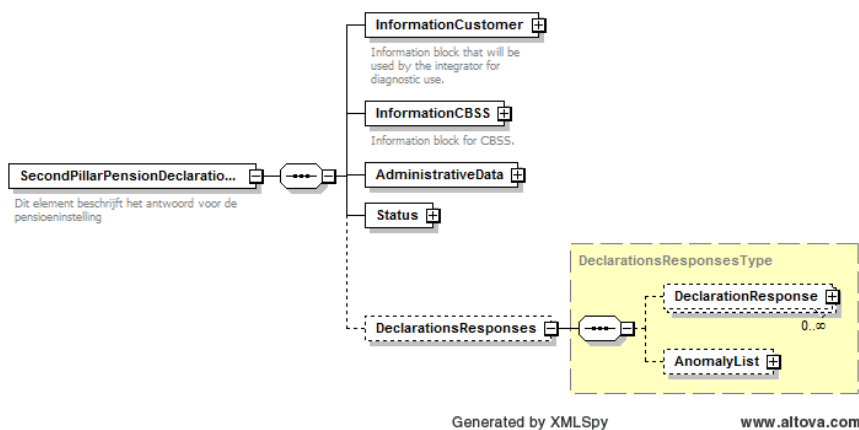 InformationCustomer
Information block that will be
used by the integrator for
diagnostic use.
InformationCBSS
Information block for CBSS.
SecondPillarPensionDeclaratio...
Dit element beschrijft het antwoord voor de
pensioeninstelling
AdministrativeData
Status
DeclarationsResponsesType
DeclarationResponse
0..∞
DeclarationsResponses
AnomalyList
Generated by XMLSpy
www.altova.com